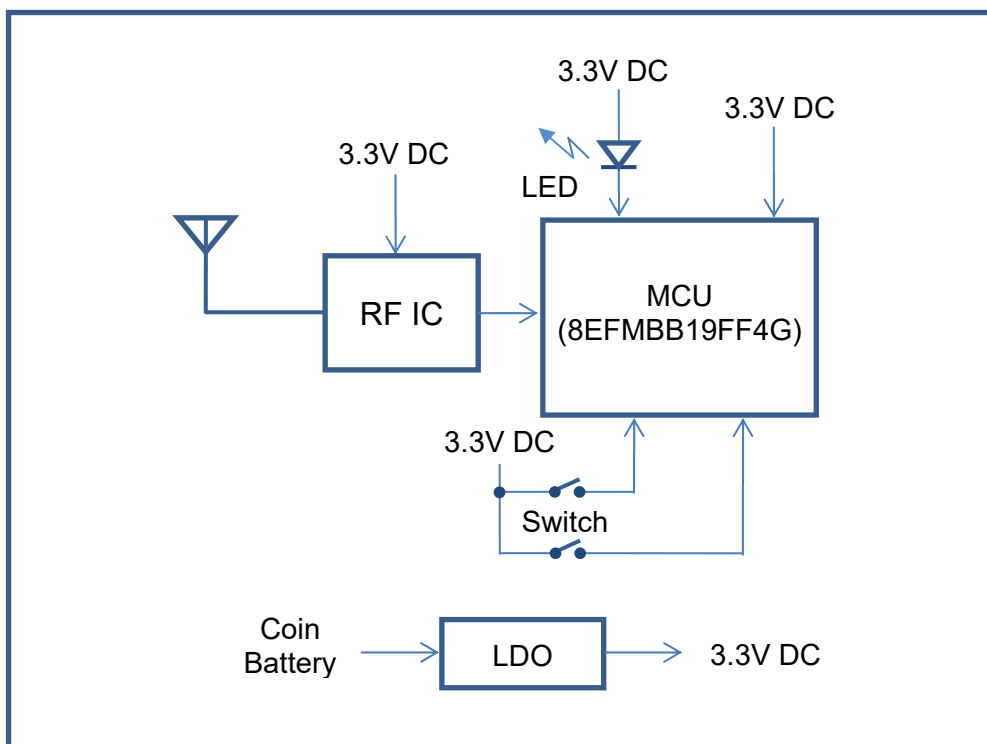 3.3V DC
3.3V DC
3.3V DC
LED
RF IC
MCU
(8EFMBB19FF4G)
3.3V DC
Switch
Coin
Battery
LDO
3.3V DC